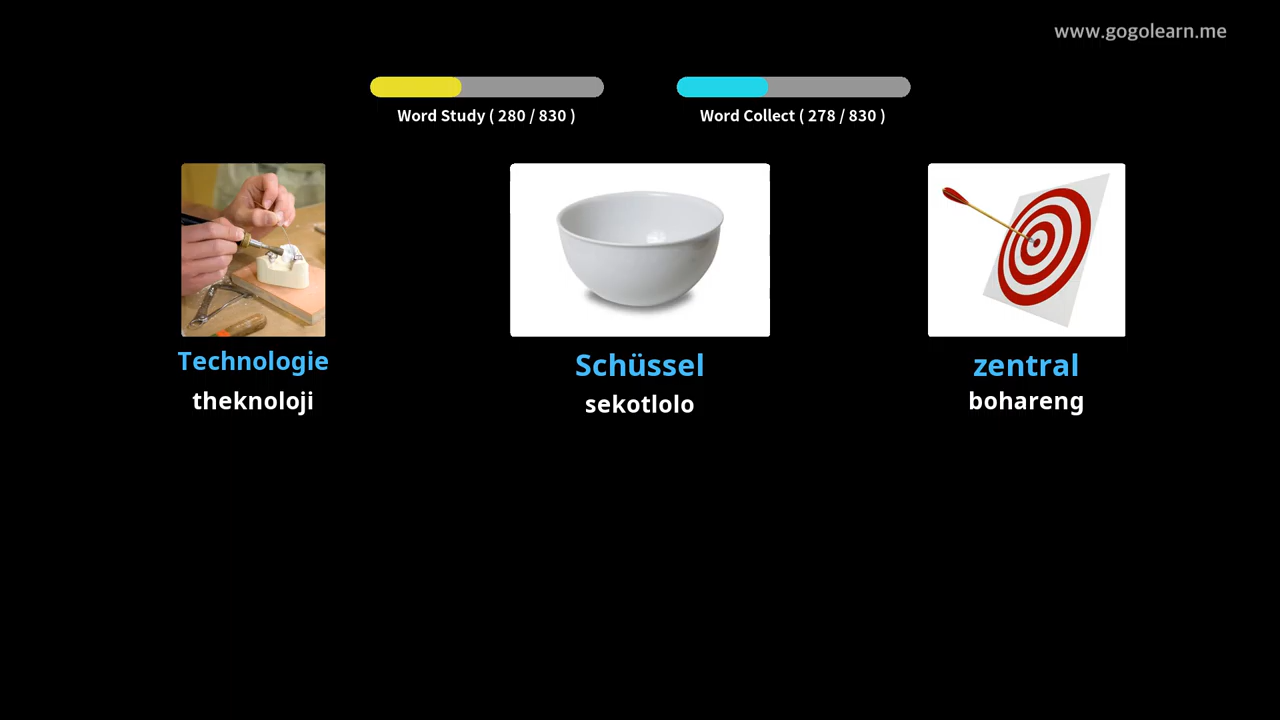 www.gogolearn.me
Word Study ( 280 / 830 )
Word Collect ( 278 / 830 )
Technologie
theknoloji
Schüssel
sekotlolo
zentral
bohareng